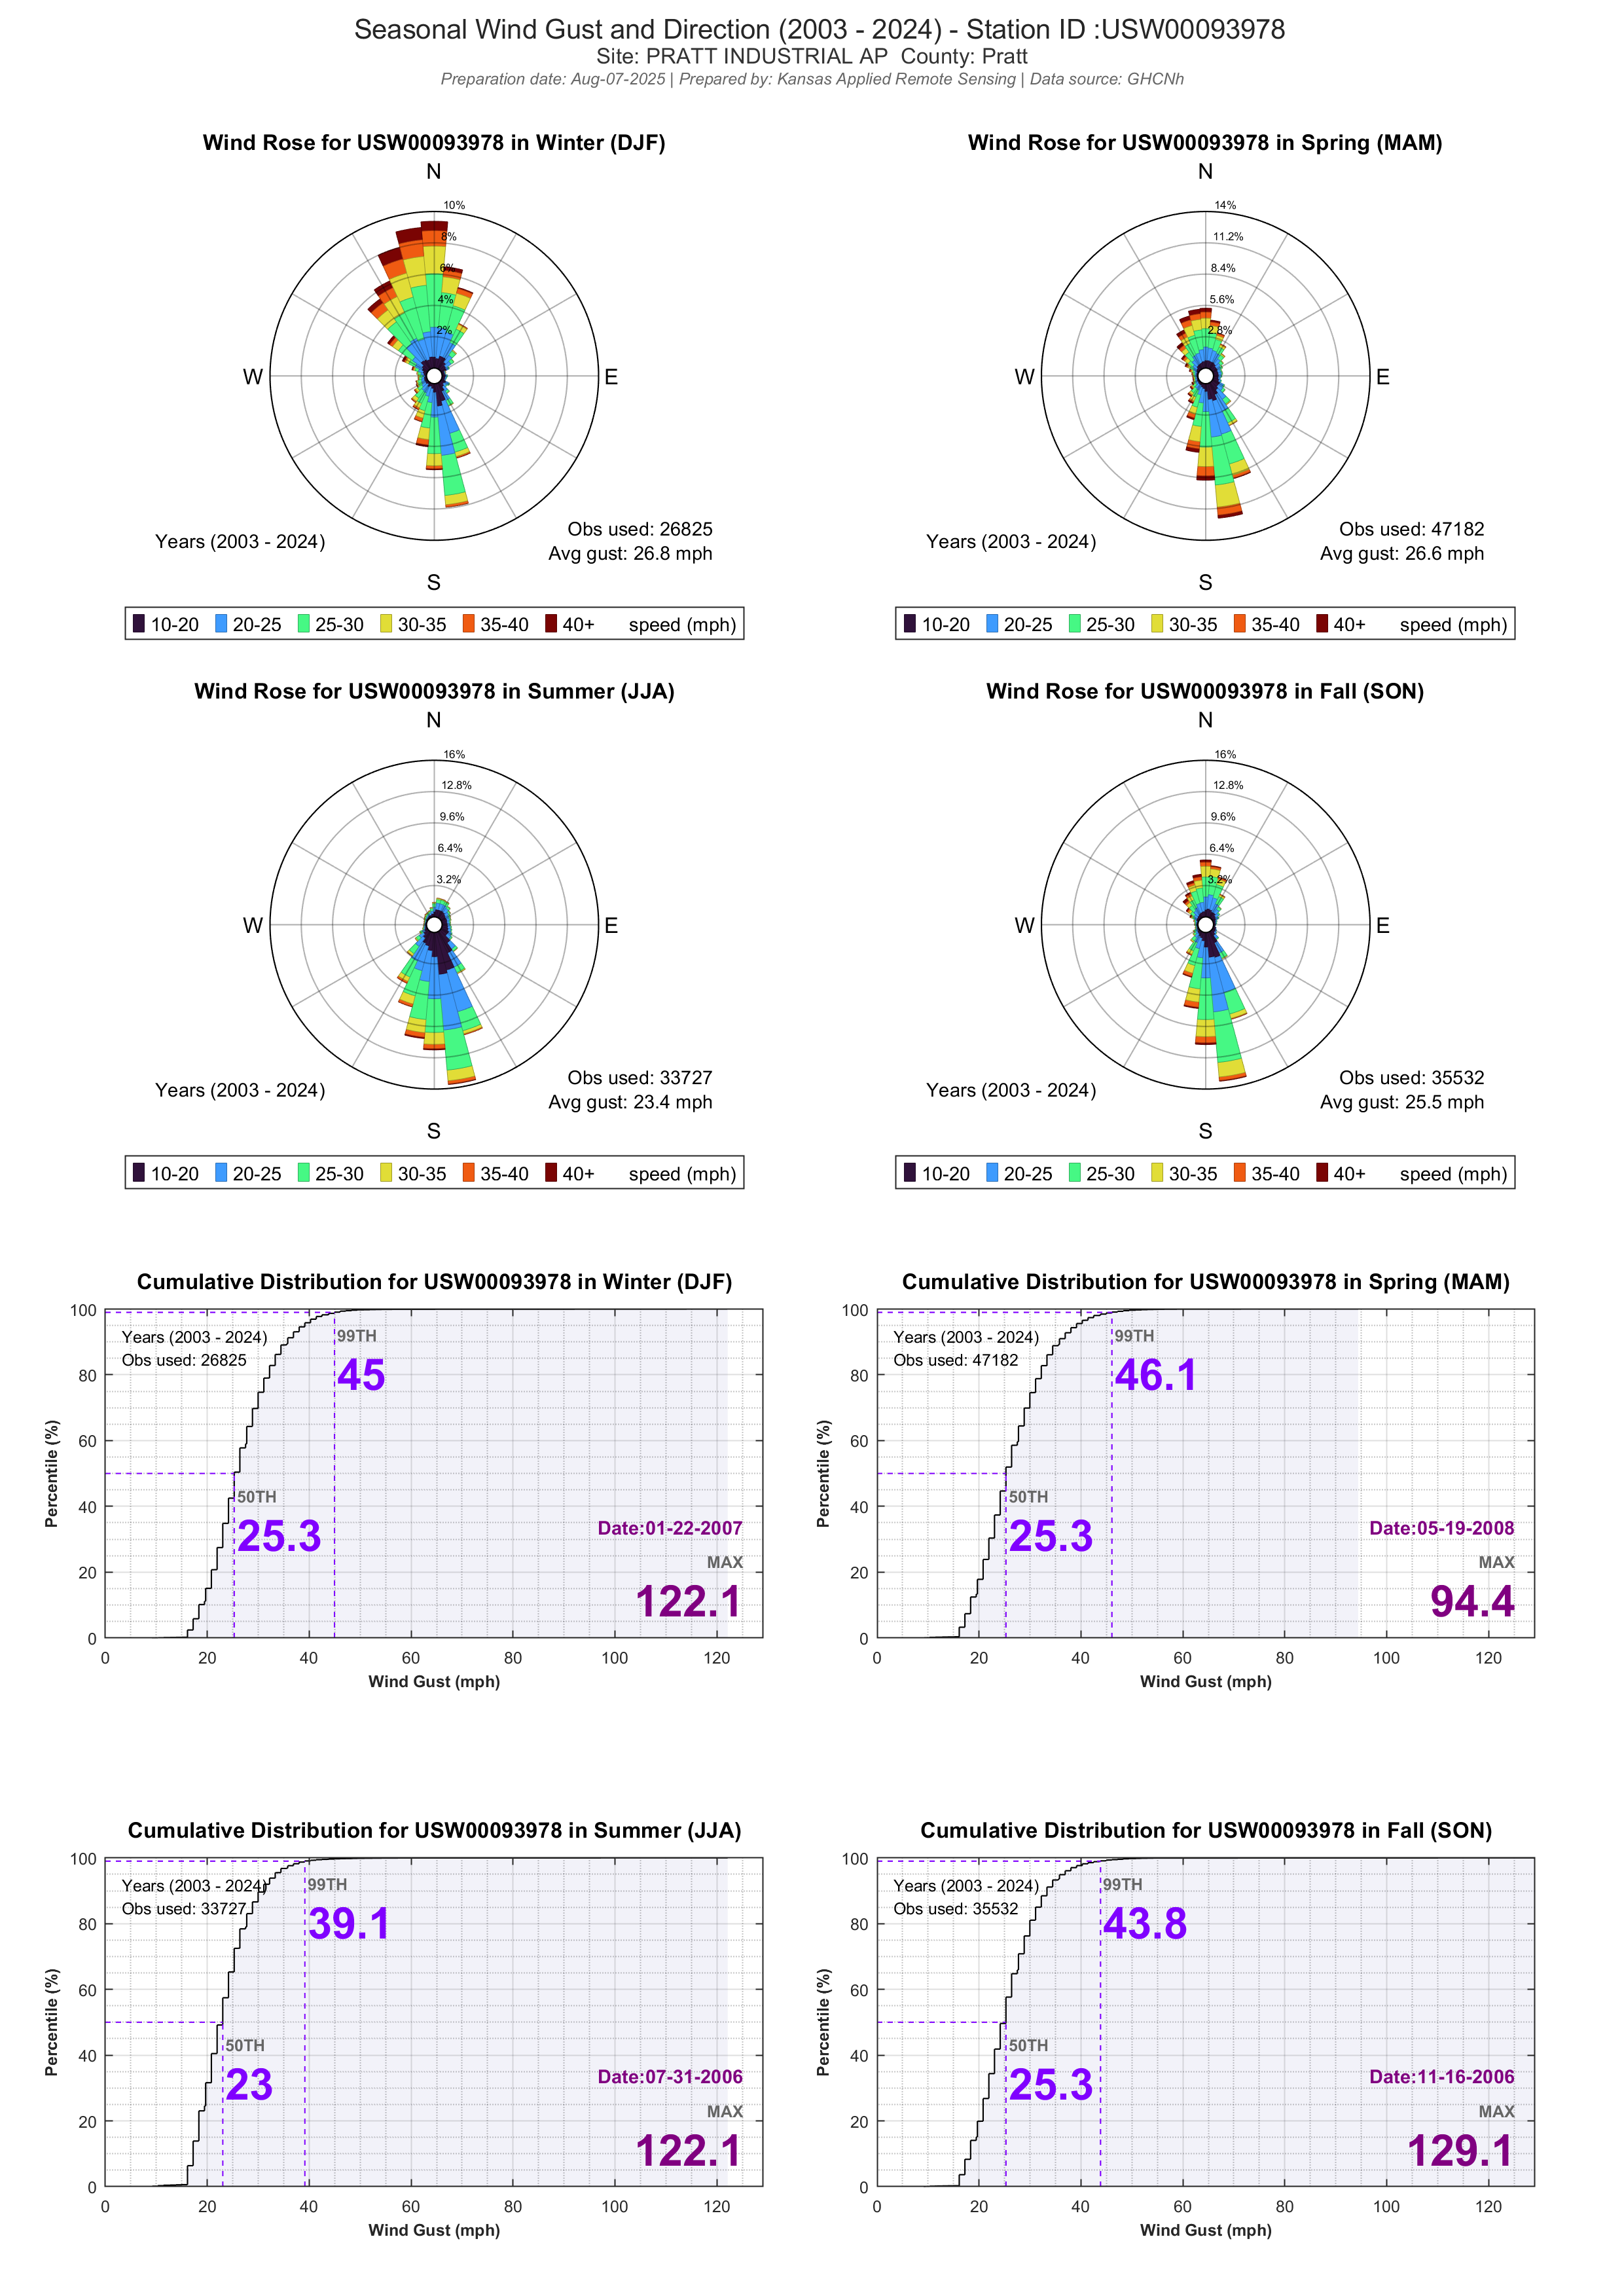 Seasonal Wind Gust and Direction (2003 - 2024) - Station ID :USW00093978
Site: PRATT INDUSTRIAL AP  County: Pratt
Preparation date: Aug-07-2025 | Prepared by: Kansas Applied Remote Sensing | Data source: GHCNh
Wind Rose for USW00093978 in Winter (DJF)
N
10%
8%
6%
4%
2%
W
E
Years (2003 - 2024)
Obs used: 26825
Avg gust: 26.8 mph
S
10-20 20-25 25-30 30-35 35-40 40+ speed (mph)
Wind Rose for USW00093978 in Spring (MAM)
N
14%
11.2%
8.4%
5.6%
2.8%
W
E
Years (2003 - 2024)
Obs used: 47182
Avg gust: 26.6 mph
S
10-20 20-25 25-30 30-35 35-40 40+ speed (mph)
Wind Rose for USW00093978 in Summer (JJA)
N
16%
12.8%
9.6%
6.4%
3.2%
W
E
Years (2003 - 2024)
Obs used: 33727
Avg gust: 23.4 mph
S
10-20 20-25 25-30 30-35 35-40 40+ speed (mph)
Wind Rose for USW00093978 in Fall (SON)
N
16%
12.8%
9.6%
6.4%
3.2%
W
E
Years (2003 - 2024)
Obs used: 35532
Avg gust: 25.5 mph
S
10-20 20-25 25-30 30-35 35-40 40+ speed (mph)
Cumulative Distribution for USW00093978 in Winter (DJF)
100
80
60
40
20
0
Percentile (%)
Years (2003 - 2024)
Obs used: 26825
99TH
45
50TH
25.3
Date:01-22-2007
MAX
122.1
0 20 40 60 80 100 120
Wind Gust (mph)
Cumulative Distribution for USW00093978 in Spring (MAM)
100
80
60
40
20
0
Percentile (%)
Years (2003 - 2024)
Obs used: 47182
99TH
46.1
50TH
25.3
Date:05-19-2008
MAX
94.4
0 20 40 60 80 100 120
Wind Gust (mph)
Cumulative Distribution for USW00093978 in Summer (JJA)
100
80
60
40
20
0
Percentile (%)
Years (2003 - 2024)
Obs used: 33727
99TH
39.1
50TH
23
Date:07-31-2006
MAX
122.1
0 20 40 60 80 100 120
Wind Gust (mph)
Cumulative Distribution for USW00093978 in Fall (SON)
100
80
60
40
20
0
Percentile (%)
Years (2003 - 2024)
Obs used: 35532
99TH
43.8
50TH
25.3
Date:11-16-2006
MAX
129.1
0 20 40 60 80 100 120
Wind Gust (mph)